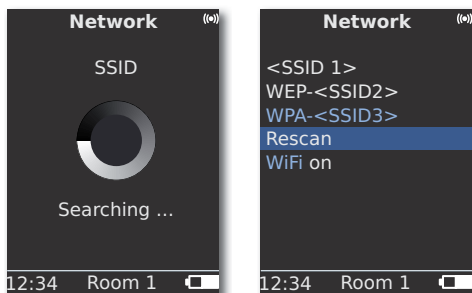 Network
SSID
Searching ...
12:34 Room 1
Network
<SSID 1>
WEP-<SSID2>
WPA-<SSID3>
Rescan
WiFi on
12:34 Room 1